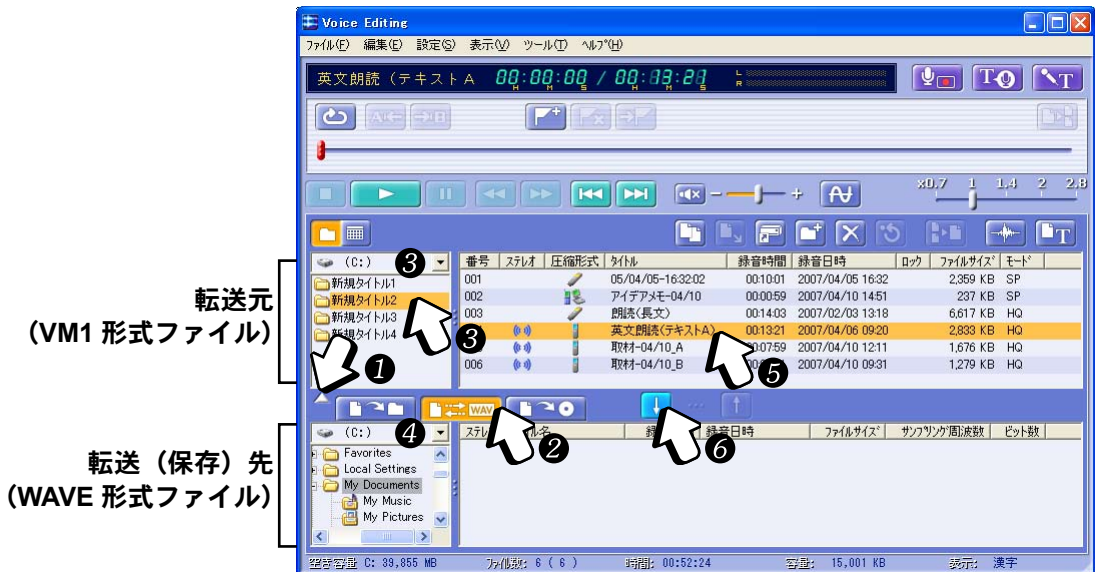 Voice Editing
ファイル(F) 編集(E) 設定(S) 表示(V) ツール(T) ヘルプ(H)
英文朗読（テキストA 00:00:00 / 00:13:21 L R
H M S H M S
T T
A B
x0.7 1 1.4 2 2.8
T
転送元
（VM1 形式ファイル）
(C:) ❸
新規タイトル1
新規タイトル2
新規タイトル3
新規タイトル4
❸
❶
番号 ステレオ 圧縮形式 タイトル 録音時間 録音日時 ロック ファイルサイズ モード
001 05/04/05-16:32:02 00:10:01 2007/04/05 16:32 2,359 KB SP
002 アイデアメモ-04/10 00:00:59 2007/04/10 14:51 237 KB SP
003 朗読(長文) 00:14:03 2007/02/03 13:18 6,617 KB HQ
英文朗読(テキストA) 00:13:21 2007/04/06 09:20 2,833 KB HQ
取材-04/10_A 00:07:59 2007/04/10 12:11 1,676 KB HQ
006 取材-04/10_B 2007/04/10 09:31 1,279 KB HQ
❺
WAV
❷
❻
転送（保存）先
（WAVE 形式ファイル）
(C:) ❹
Favorites
Local Settings
My Documents
My Music
My Pictures
録音日時 ファイルサイズ サンプリング周波数 ビット数
空き容量 C: 39,855 MB ファイル数: 6 ( 6 ) 時間: 00:52:24 容量: 15,001 KB 表示: 漢字